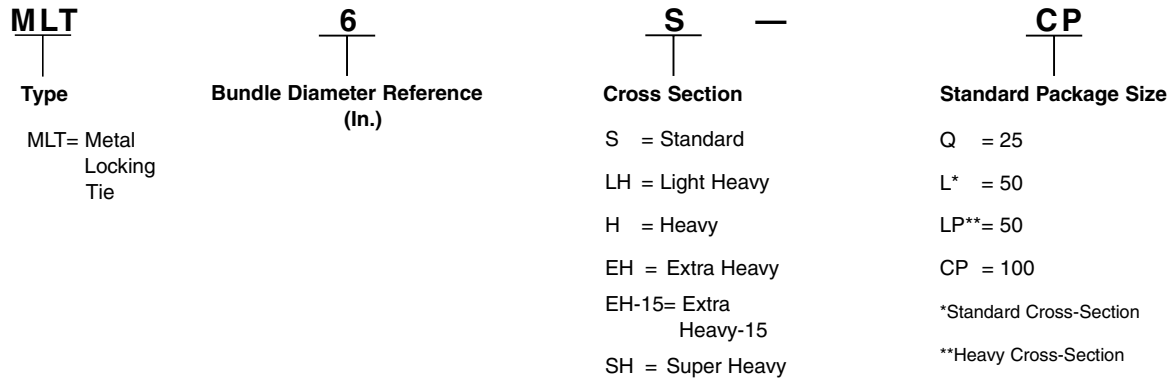 MLT 6 S — CP
Type
MLT= Metal
Locking
Tie
Bundle Diameter Reference
(In.)
Cross Section
S = Standard
LH = Light Heavy
H = Heavy
EH = Extra Heavy
EH-15= Extra
Heavy-15
SH = Super Heavy
Standard Package Size
Q = 25
L* = 50
LP**= 50
CP = 100
*Standard Cross-Section
**Heavy Cross-Section